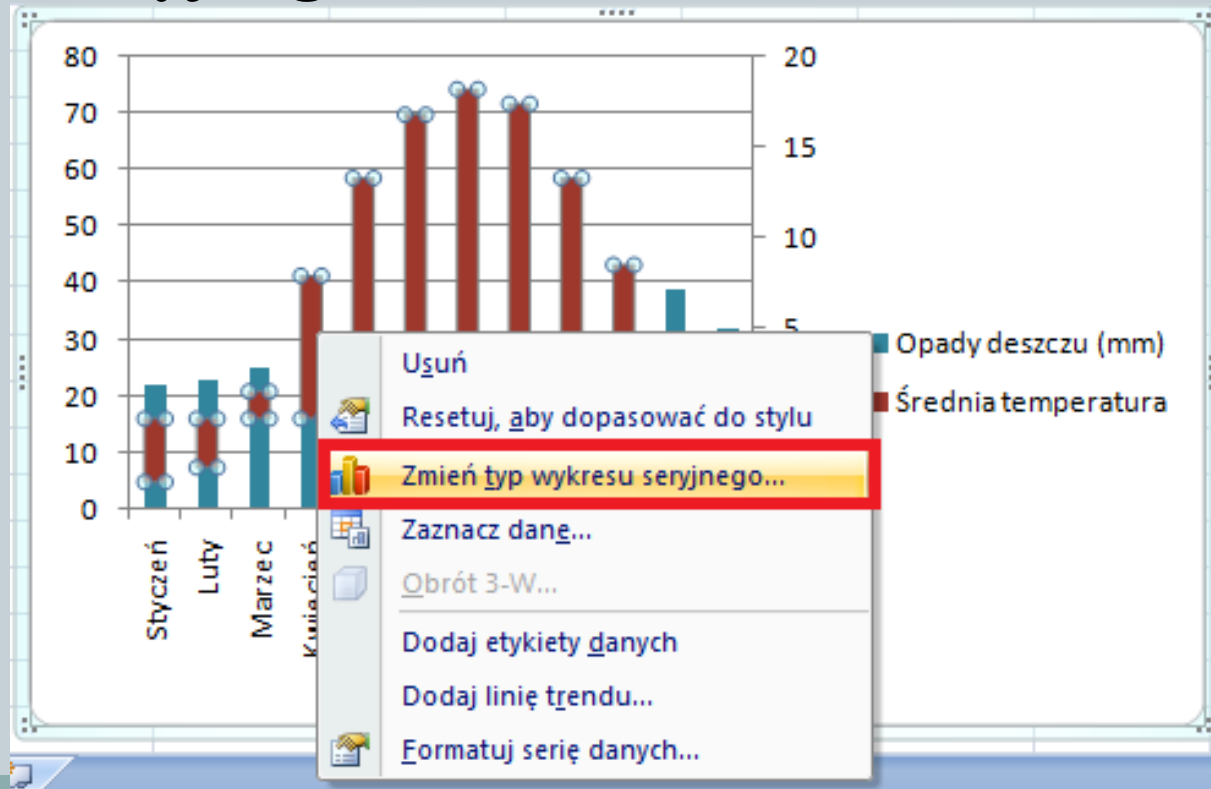 80
70
60
50
40
30
20
10
0
20
15
10
5
Styczeń
Luty
Marzec
Kwiecień
Opady deszczu (mm)
Średnia temperatura
Usuń
Resetuj, aby dopasować do stylu
Zmień typ wykresu seryjnego...
Zaznacz dane...
Obrót 3-W...
Dodaj etykiety danych
Dodaj linię trendu...
Formatuj serię danych...